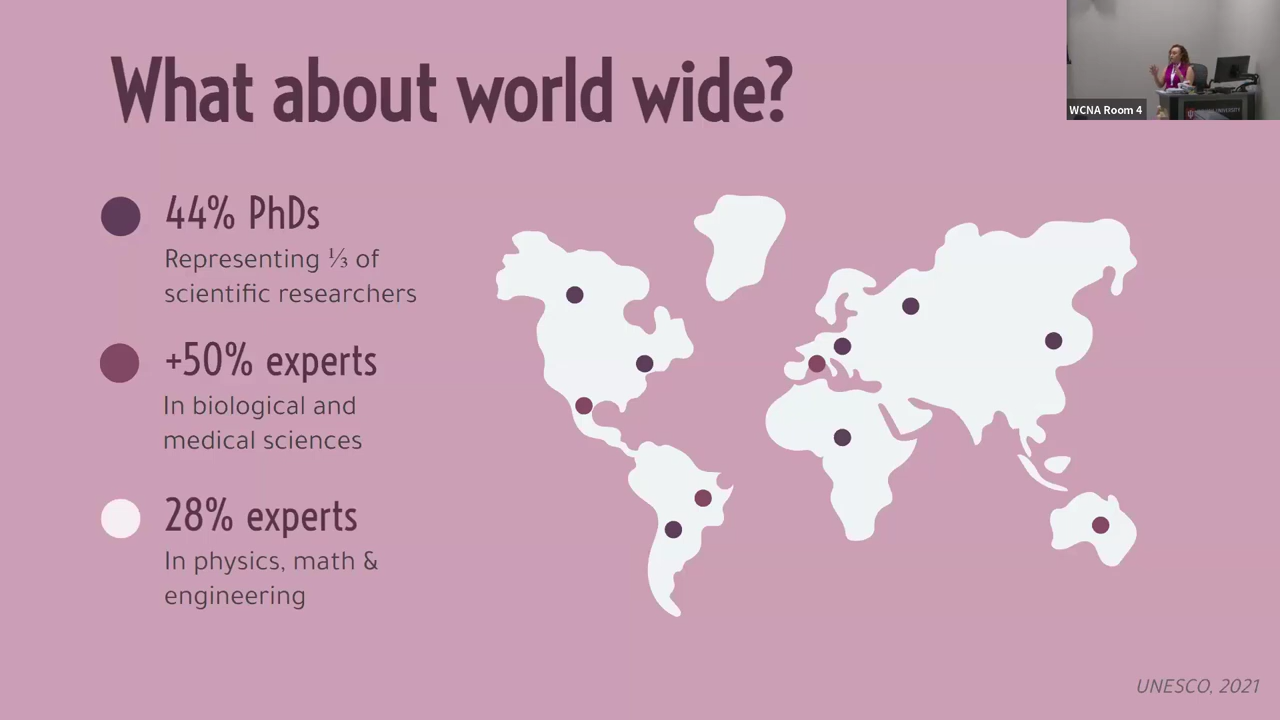 What about world wide?
WCNA Room 4
44% PhDs
Representing ⅓ of
scientific researchers
+50% experts
In biological and
medical sciences
28% experts
In physics, math &
engineering
UNESCO, 2021